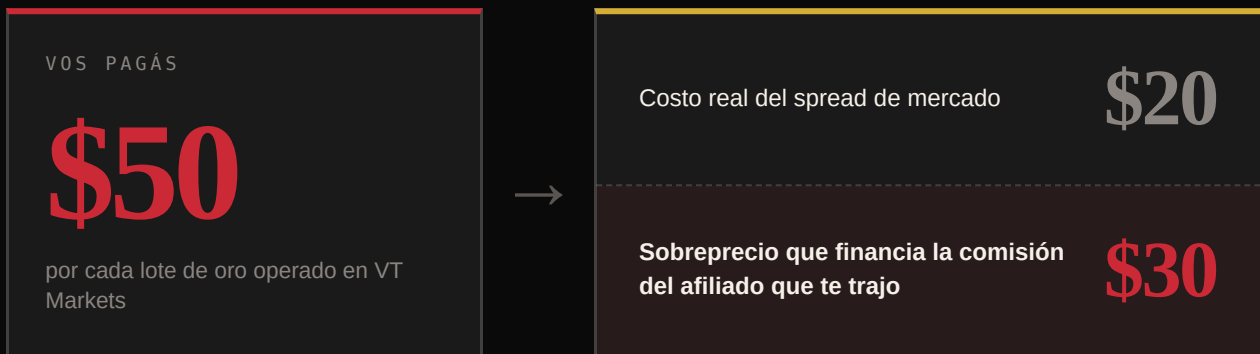 VOS PAGÁS
$50
por cada lote de oro operado en VT
Markets
→
Costo real del spread de mercado
$20
Sobreprecio que financia la comisión
del afiliado que te trajo
$30